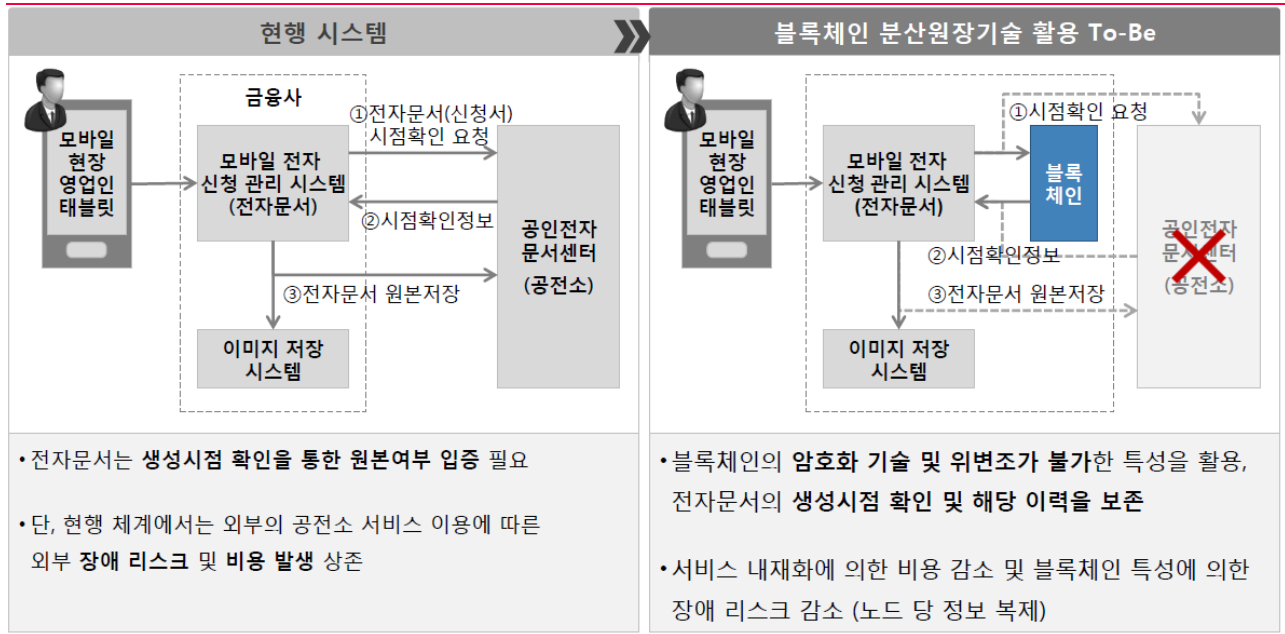 현행 시스템
금융사
모바일
현장
영업인
태블릿
모바일 전자
신청 관리 시스템
(전자문서)
①전자문서(신청서)
시점확인 요청
②시점확인정보
③전자문서 원본저장
공인전자
문서센터
(공전소)
이미지 저장
시스템
•전자문서는 생성시점 확인을 통한 원본여부 입증 필요
•단, 현행 체계에서는 외부의 공전소 서비스 이용에 따른
외부 장애 리스크 및 비용 발생 상존
블록체인 분산원장기술 활용 To-Be
모바일
현장
영업인
태블릿
모바일 전자
신청 관리 시스템
(전자문서)
①시점확인 요청
블록
체인
②시점확인정보
③전자문서 원본저장
공인전자
문서센터
(공전소)
이미지 저장
시스템
•블록체인의 암호화 기술 및 위변조가 불가한 특성을 활용,
전자문서의 생성시점 확인 및 해당 이력을 보존
•서비스 내재화에 의한 비용 감소 및 블록체인 특성에 의한
장애 리스크 감소 (노드 당 정보 복제)